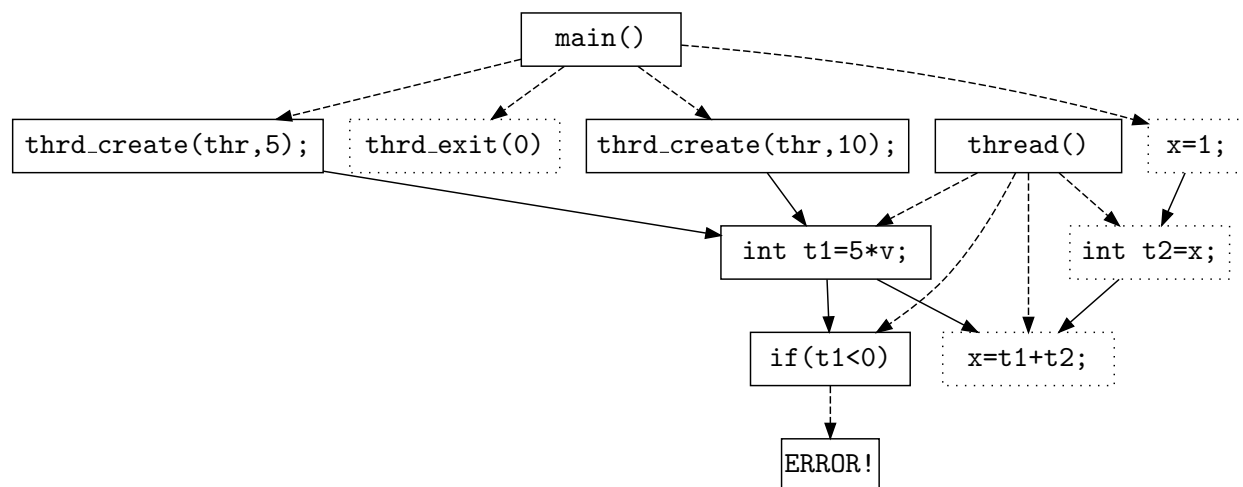 main()
thrd_create(thr,5);
thrd_exit(0)
thrd_create(thr,10);
thread()
x=1;
int t1=5*v;
int t2=x;
if(t1<0)
x=t1+t2;
ERROR!